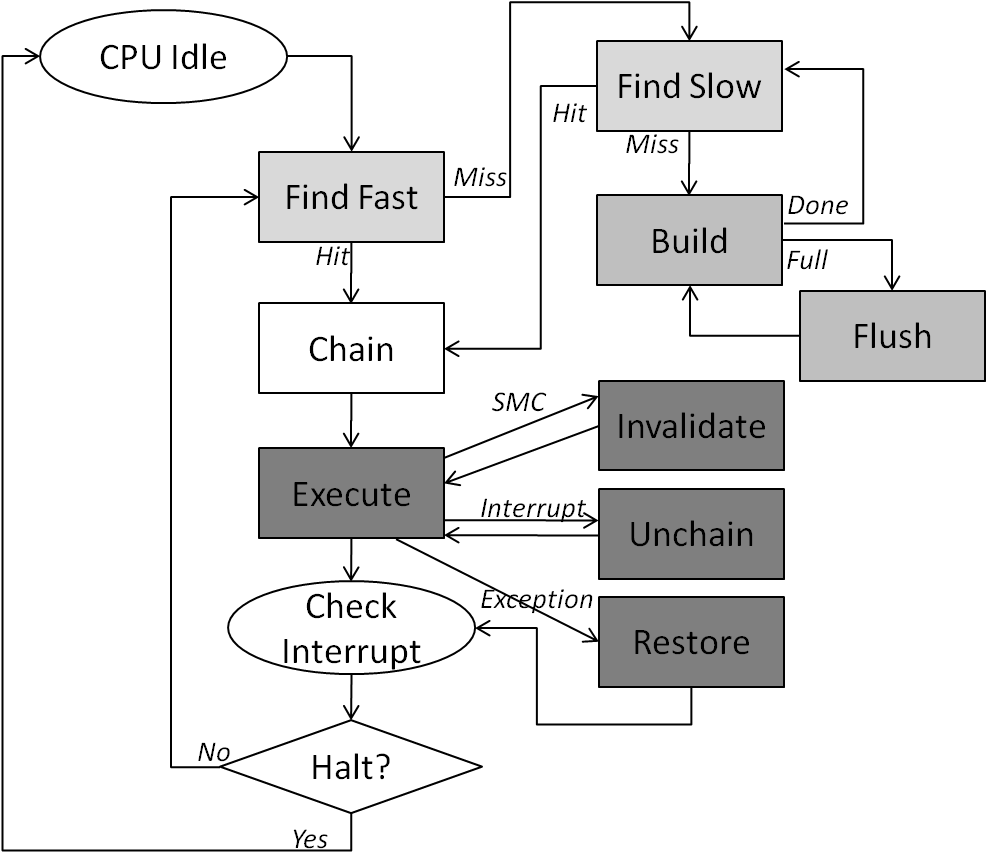 CPU Idle
Find Slow
Hit
Miss
Find Fast
Miss
Done
Build
Hit
Full
Chain
Flush
SMC
Invalidate
Execute
Interrupt
Unchain
Check
Interrupt
Exception
Restore
No
Halt?
Yes